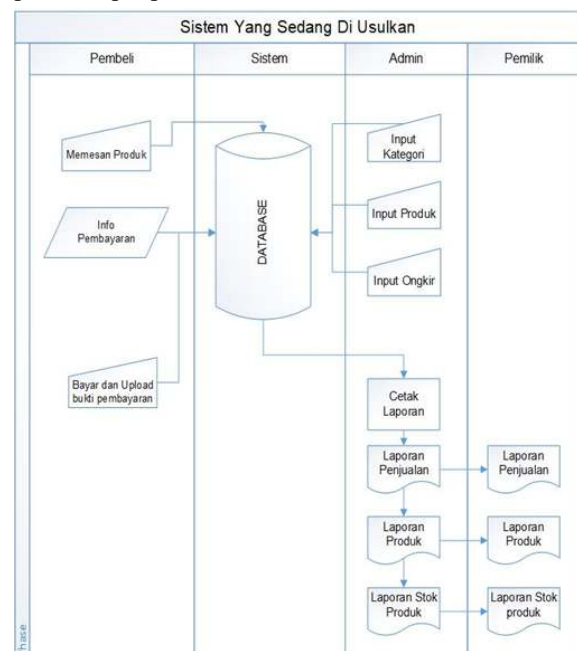 Sistem Yang Sedang Di Usulkan
Pembeli
Sistem
Admin
Pemilik
Memesan Produk
Info
Pembayaran
Bayar dan Upload
bukti pembayaran
DATABASE
Input
Kategori
Input Produk
Input Ongkir
Cetak
Laporan
Laporan
Penjualan
Laporan
Penjualan
Laporan
Produk
Laporan
Produk
Laporan Stok
Produk
Laporan Stok
produk
hase